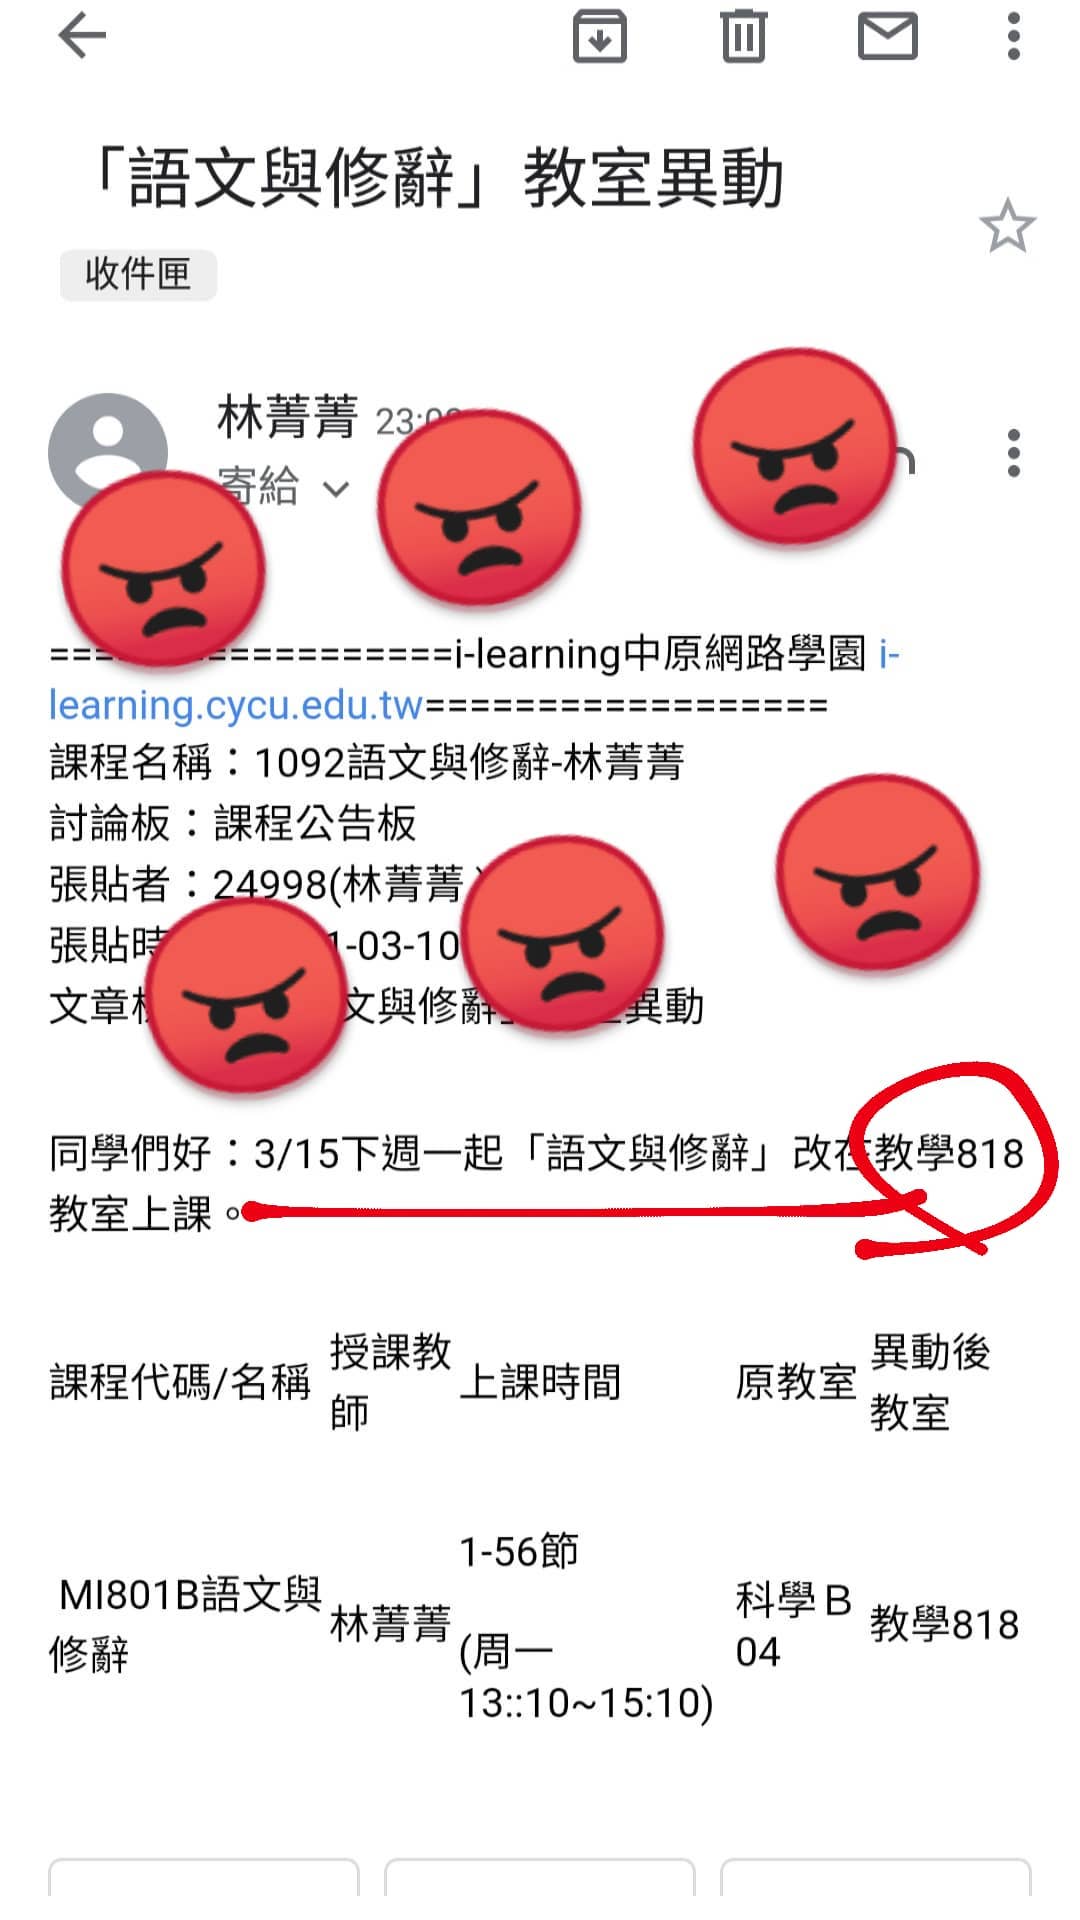 「語文與修辭」教室異動
收件匣
林菁菁 23:0
寄給
==================i-learning中原網路學園 i-
learning.cycu.edu.tw==================
課程名稱：1092語文與修辭-林菁菁
討論板：課程公告板
張貼者：24998(林菁菁
張貼時 1-03-10
文章 文與修辭」 異動
同學們好：3/15下週一起「語文與修辭」改在教學818
教室上課。
課程代碼/名稱 授課教師 上課時間 原教室 異動後教室
MI801B語文與修辭 林菁菁 1-56節 (周一 13::10~15:10) 科學B04 教學818